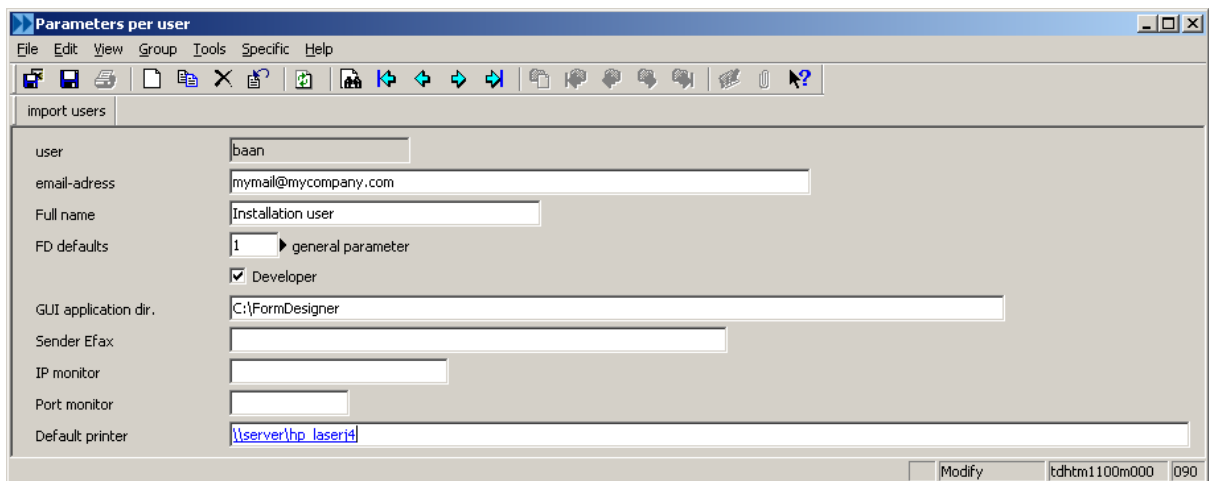 Parameters per user
File Edit View Group Tools Specific Help
import users
user baan
email-adress mymail@mycompany.com
Full name Installation user
FD defaults 1 general parameter
Developer
GUI application dir. C:\FormDesigner
Sender Efax
IP monitor
Port monitor
Default printer \\server\hp_laserj4
Modify tdhtm1100m000 090